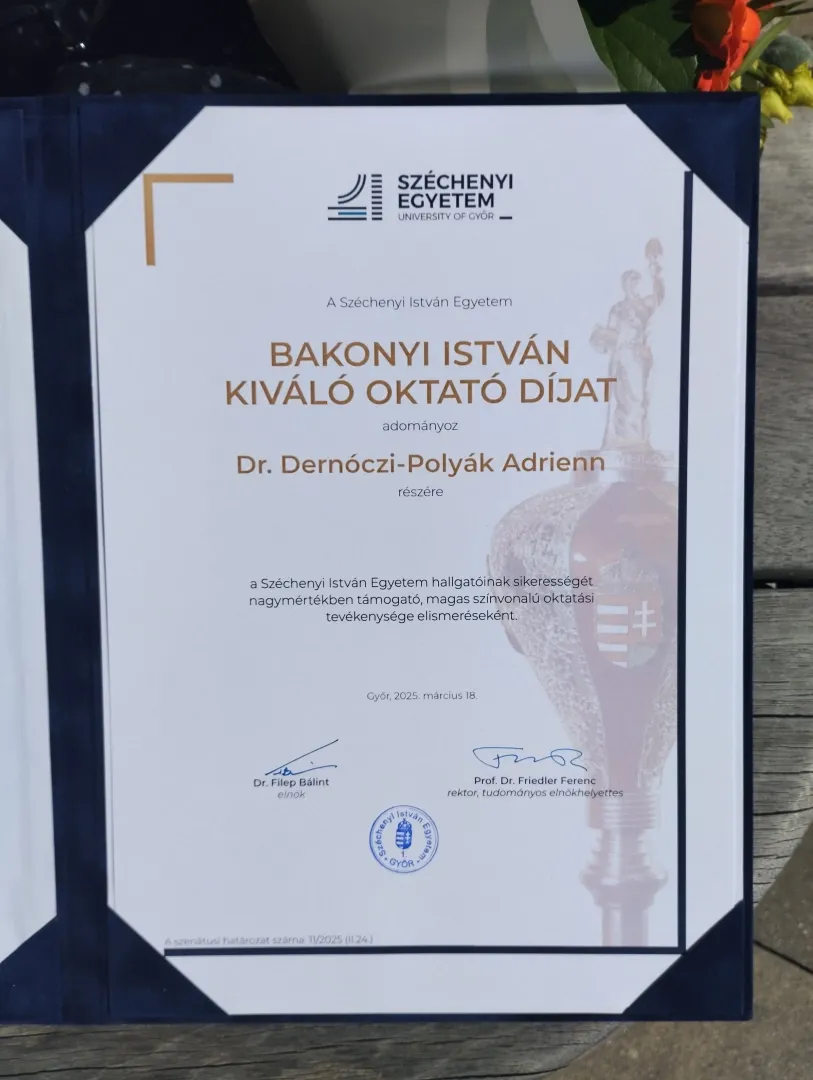 SZÉCHENYI
EGYETEM
UNIVERSITY OF GYŐR
A Széchenyi István Egyetem
BAKONYI ISTVÁN
KIVÁLÓ OKTATÓ DÍJAT
adományoz
Dr. Dernóczi-Polyák Adrienn
részére
a Széchenyi István Egyetem hallgatóinak sikerességét
nagymértékben támogató, magas színvonalú oktatási
tevékenysége elismeréseként.
Győr, 2025. március 18.
Dr. Filep Bálint
elnök
Prof. Dr. Friedler Ferenc
rektor, tudományos elnökhelyettes
Széchenyi István Egyetem
1.
GYŐR
A szenátusi határozat száma: 11/2025 (II.24.)